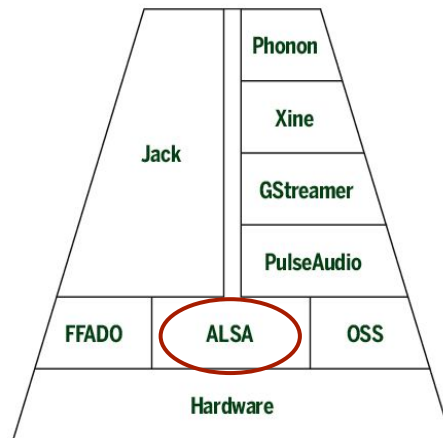 Phonon
Xine
Jack
GStreamer
PulseAudio
FFADO ALSA OSS
Hardware